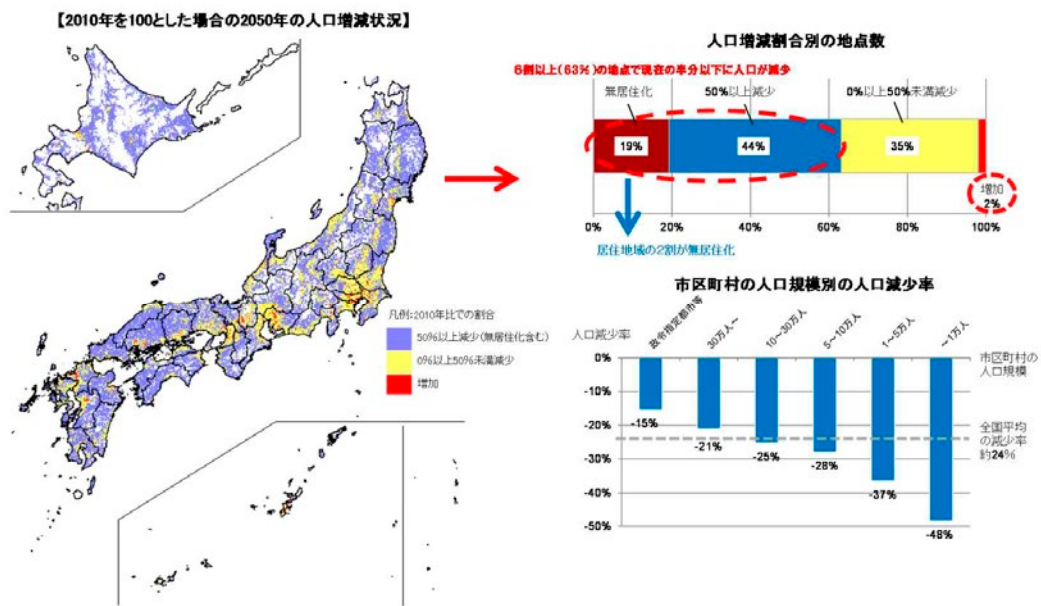 【2010年を100とした場合の2050年の人口増減状況】
凡例：2010年比での割合
50%以上減少(無居住化含む)
0%以上50%未満減少
増加
人口増減割合別の地点数
6割以上（63%）の地点で現在の半分以下に人口が減少
無居住化
50%以上減少
0%以上50%未満減少
19%
44%
35%
増加
2%
0%
20%
40%
60%
80%
100%
居住地域の2割が無居住化
市区町村の人口規模別の人口減少率
人口減少率
政令指定都市等
30万人～
10～30万人
5～10万人
1～5万人
～1万人
市区町村の
人口規模
0%
-10%
-20%
-30%
-40%
-50%
-15%
-21%
-25%
-28%
-37%
-48%
全国平均
の減少率
約24%